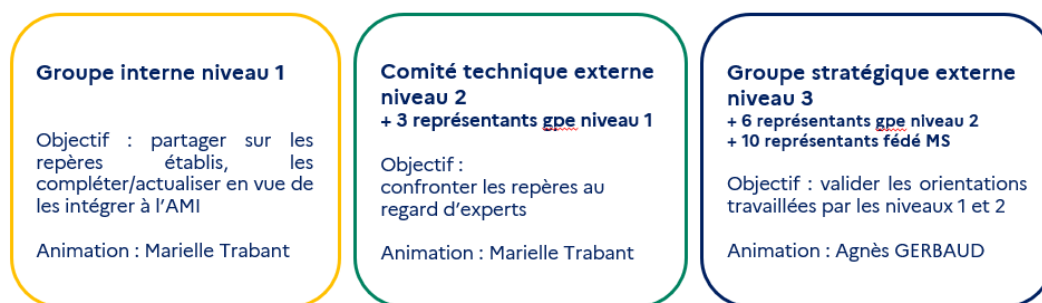 Groupe interne niveau 1
Objectif : partager sur les
repères établis, les
compléter/actualiser en vue de
les intégrer à l'AMI
Animation : Marielle Trabant
Comité technique externe
niveau 2
+ 3 représentants gpe niveau 1
Objectif :
confronter les repères au
regard d'experts
Animation : Marielle Trabant
Groupe stratégique externe
niveau 3
+ 6 représentants gpe niveau 2
+ 10 représentants fédé MS
Objectif : valider les orientations
travaillées par les niveaux 1 et 2
Animation : Agnès GERBAUD